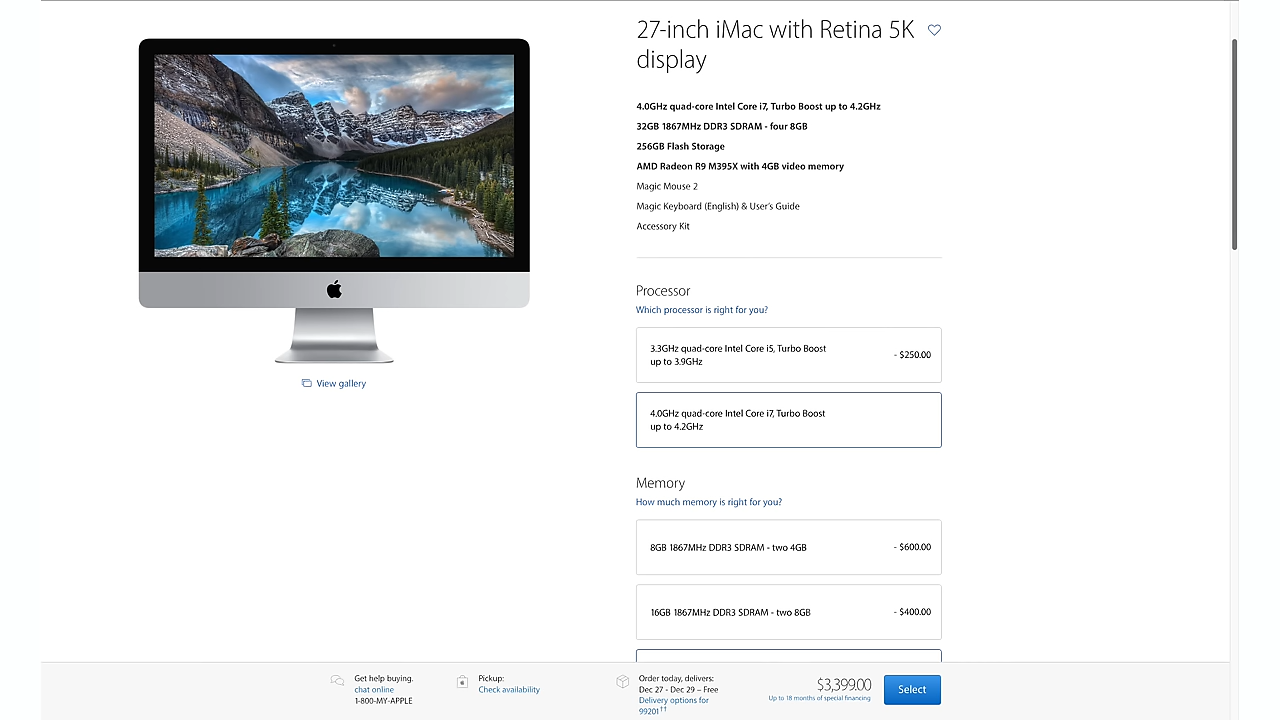 27-inch iMac with Retina 5K
display
4.0GHz quad-core Intel Core i7, Turbo Boost up to 4.2GHz
32GB 1867MHz DDR3 SDRAM - four 8GB
256GB Flash Storage
AMD Radeon R9 M395X with 4GB video memory
Magic Mouse 2
Magic Keyboard (English) & User's Guide
Accessory Kit
Processor
Which processor is right for you?
3.3GHz quad-core Intel Core i5, Turbo Boost
up to 3.9GHz
- $250.00
4.0GHz quad-core Intel Core i7, Turbo Boost
up to 4.2GHz
View gallery
Memory
How much memory is right for you?
8GB 1867MHz DDR3 SDRAM - two 4GB
- $600.00
16GB 1867MHz DDR3 SDRAM - two 8GB
- $400.00
Get help buying.
chat online
1-800-MY-APPLE
Pickup:
Check availability
Order today, delivers:
Dec 27 - Dec 29 – Free
Delivery options for
99201††
$3,399.00
Up to 18 months of special financing
Select